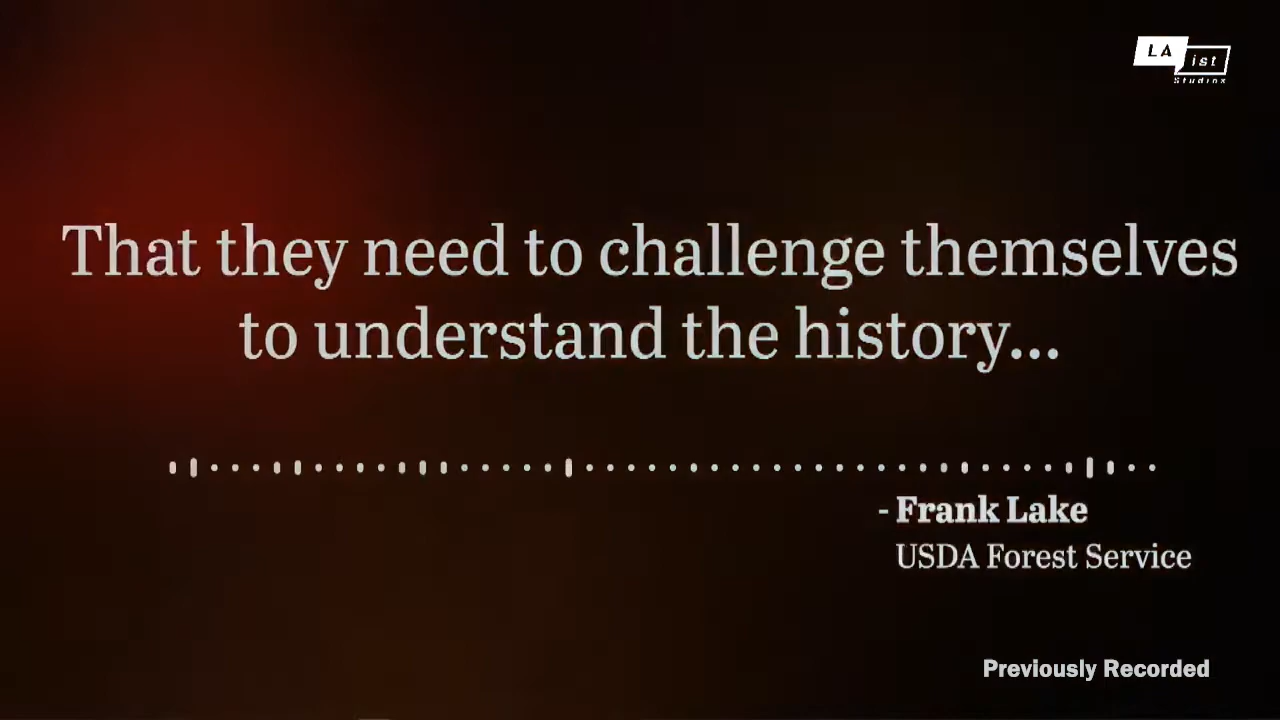 LA
ist
Studios
That they need to challenge themselves
to understand the history...
- Frank Lake
USDA Forest Service
Previously Recorded